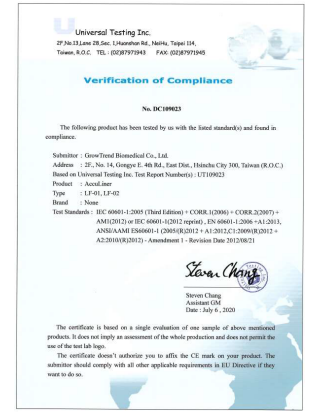 Universal Testing Inc.
2F,No.13,Lane 28,Sec. 1,Huanshan Rd., NeiHu, Taipei 114,
Taiwan, R.O.C. TEL : (02)87971943 FAX: (02)87971945
Verification of Compliance
No. DC109023
The following product has been tested by us with the listed standard(s) and found in
compliance.
Submittor : GrowTrend Biomedical Co., Ltd.
Address : 2F., No. 14, Gongye E. 4th Rd., East Dist., Hsinchu City 300, Taiwan (R.O.C.)
Based on Universal Testing Inc. Test Report Number(s) : UT109023
Product : AccuLiner
Type : LF-01, LF-02
Brand : None
Test Standards : IEC 60601-1:2005 (Third Edition) + CORR.1(2006) + CORR.2(2007) +
AM1(2012) or IEC 60601-1(2012 reprint) , EN 60601-1:2006 +A1:2013,
ANSI/AAMI ES60601-1 (2005/(R)2012 + A1:2012,C1:2009/(R)2012 +
A2:2010/(R)2012) - Amendment 1 - Revision Date 2012/08/21
Steven Chang
Steven Chang
Assistant GM
Date : July 6 , 2020
The certificate is based on a single evaluation of one sample of above mentioned
products. It does not imply an assessment of the whole production and does not permit the
use of the test lab logo.
The certificate doesn't authorize you to affix the CE mark on your product. The
submittor should comply with all other applicable requirements in EU Directive if they
want to do so.